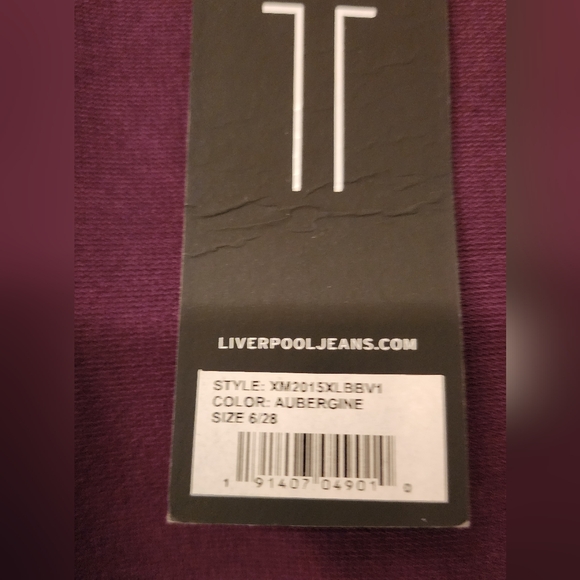 LIVERPOOLJEANS.COM
STYLE: XM2015XLBBV1
COLOR: AUBERGINE
SIZE 6/28
1 91407 04901 0